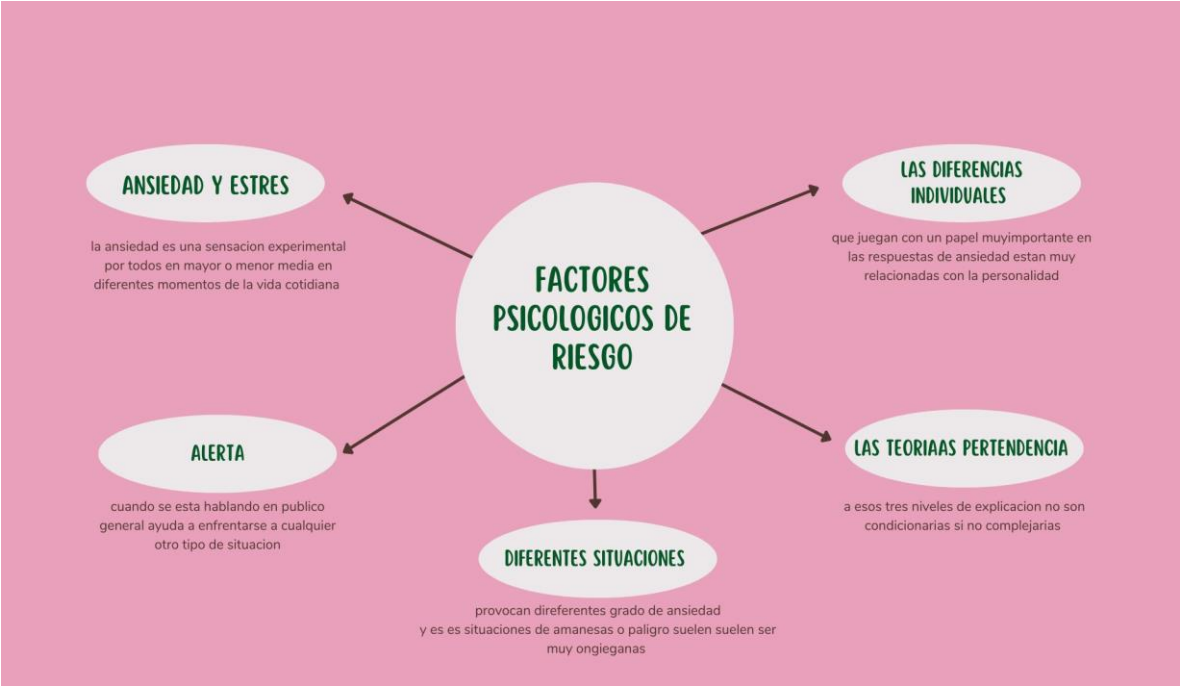 FACTORES
PSICOLOGICOS DE
RIESGO
ANSIEDAD Y ESTRES
la ansiedad es una sensacion experimental
por todos en mayor o menor media en
diferentes momentos de la vida cotidiana
LAS DIFERENCIAS
INDIVIDUALES
que juegan con un papel muyimportante en
las respuestas de ansiedad estan muy
relacionadas con la personalidad
ALERTA
cuando se esta hablando en publico
general ayuda a enfrentarse a cualquier
otro tipo de situacion
LAS TEORIAAS PERTENDENCIA
a esos tres niveles de explicacion no son
condicionarias si no complejarias
DIFERENTES SITUACIONES
provocan direferentes grado de ansiedad
y es es situaciones de amanesas o paligro suelen suelen ser
muy ongieganas